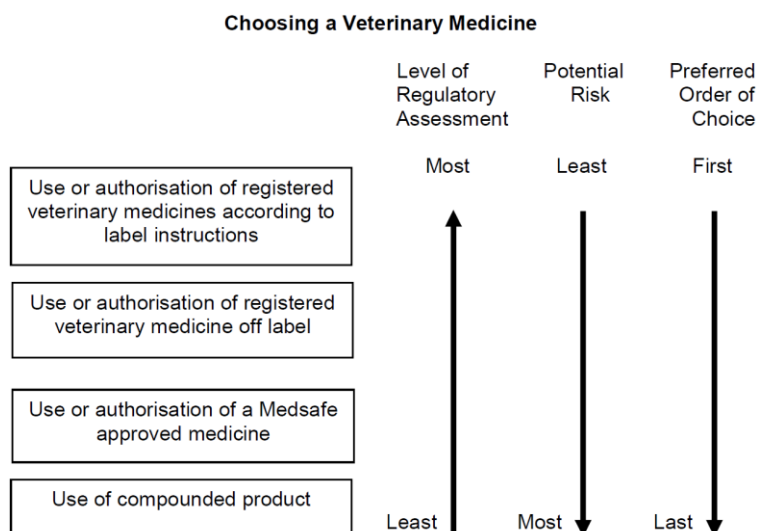 Choosing a Veterinary Medicine
Level of
Regulatory
Assessment
Potential
Risk
Preferred
Order of
Choice
Most
Least
First
Use or authorisation of registered
veterinary medicines according to
label instructions
Use or authorisation of registered
veterinary medicine off label
Use or authorisation of a Medsafe
approved medicine
Use of compounded product
Least
Most
Last